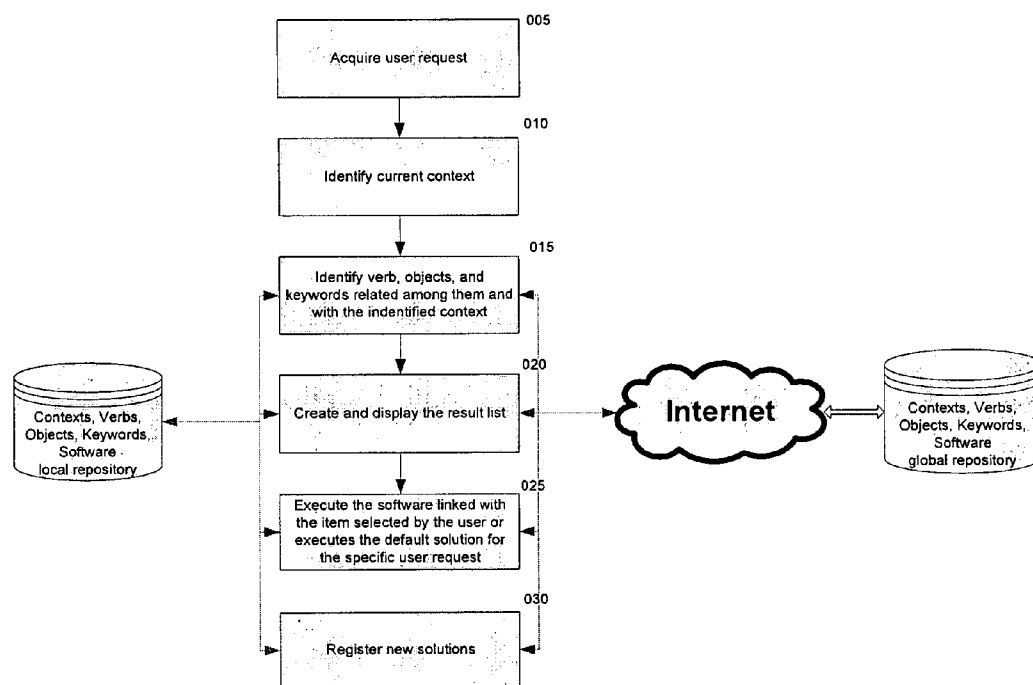 005
Acquire user request
010
Identify current context
015
Identify verb, objects, and
keywords related among them and
with the indentified context
020
Create and display the result list
Contexts, Verbs,
Objects, Keywords,
Software
local repository
Internet
Contexts, Verbs,
Objects, Keywords,
Software
global repository
025
Execute the software linked with
the item selected by the user or
executes the default solution for
the specific user request
030
Register new solutions